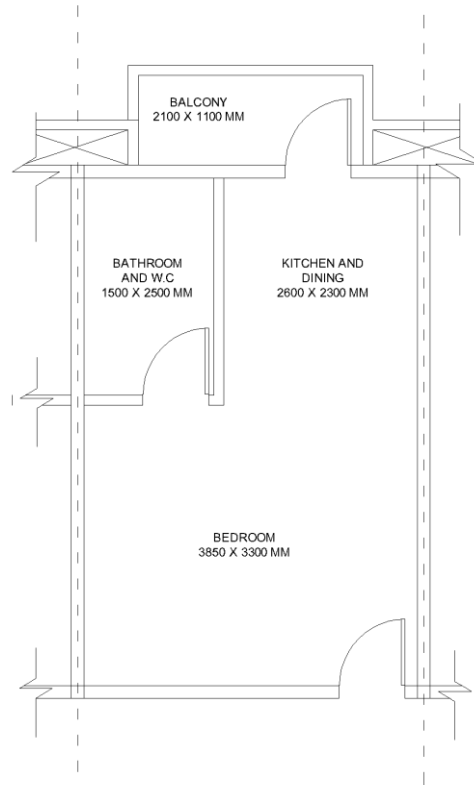 BALCONY
2100 X 1100 MM
BATHROOM
AND W.C
1500 X 2500 MM
KITCHEN AND
DINING
2600 X 2300 MM
BEDROOM
3850 X 3300 MM